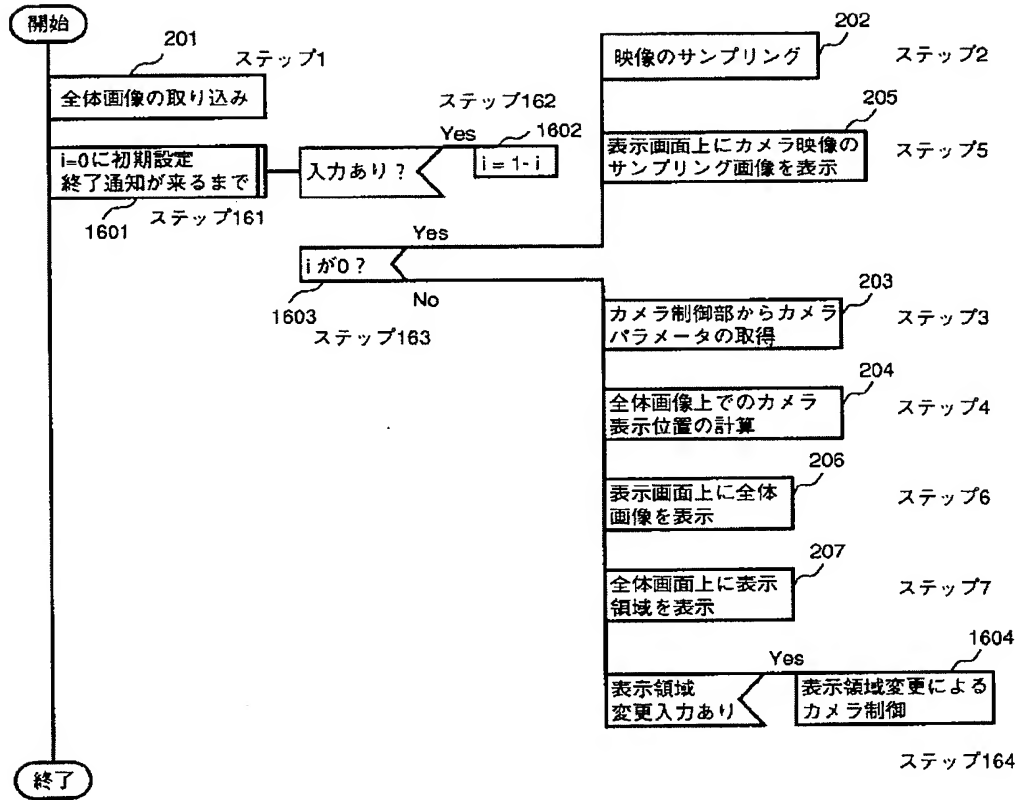 開始
201
ステップ1
全体画像の取り込み
i=0に初期設定
終了通知が来るまで
1601
ステップ161
入力あり?
ステップ162
Yes
1602
i = 1- i
iが0?
Yes
No
1603
ステップ163
202
映像のサンプリング
ステップ2
205
表示画面上にカメラ映像の
サンプリング画像を表示
ステップ5
203
カメラ制御部からカメラ
パラメータの取得
ステップ3
204
全体画像上でのカメラ
表示位置の計算
ステップ4
206
表示画面上に全体
画像を表示
ステップ6
207
全体画面上に表示
領域を表示
ステップ7
表示領域
変更入力あり
Yes
1604
表示領域変更による
カメラ制御
ステップ164
終了